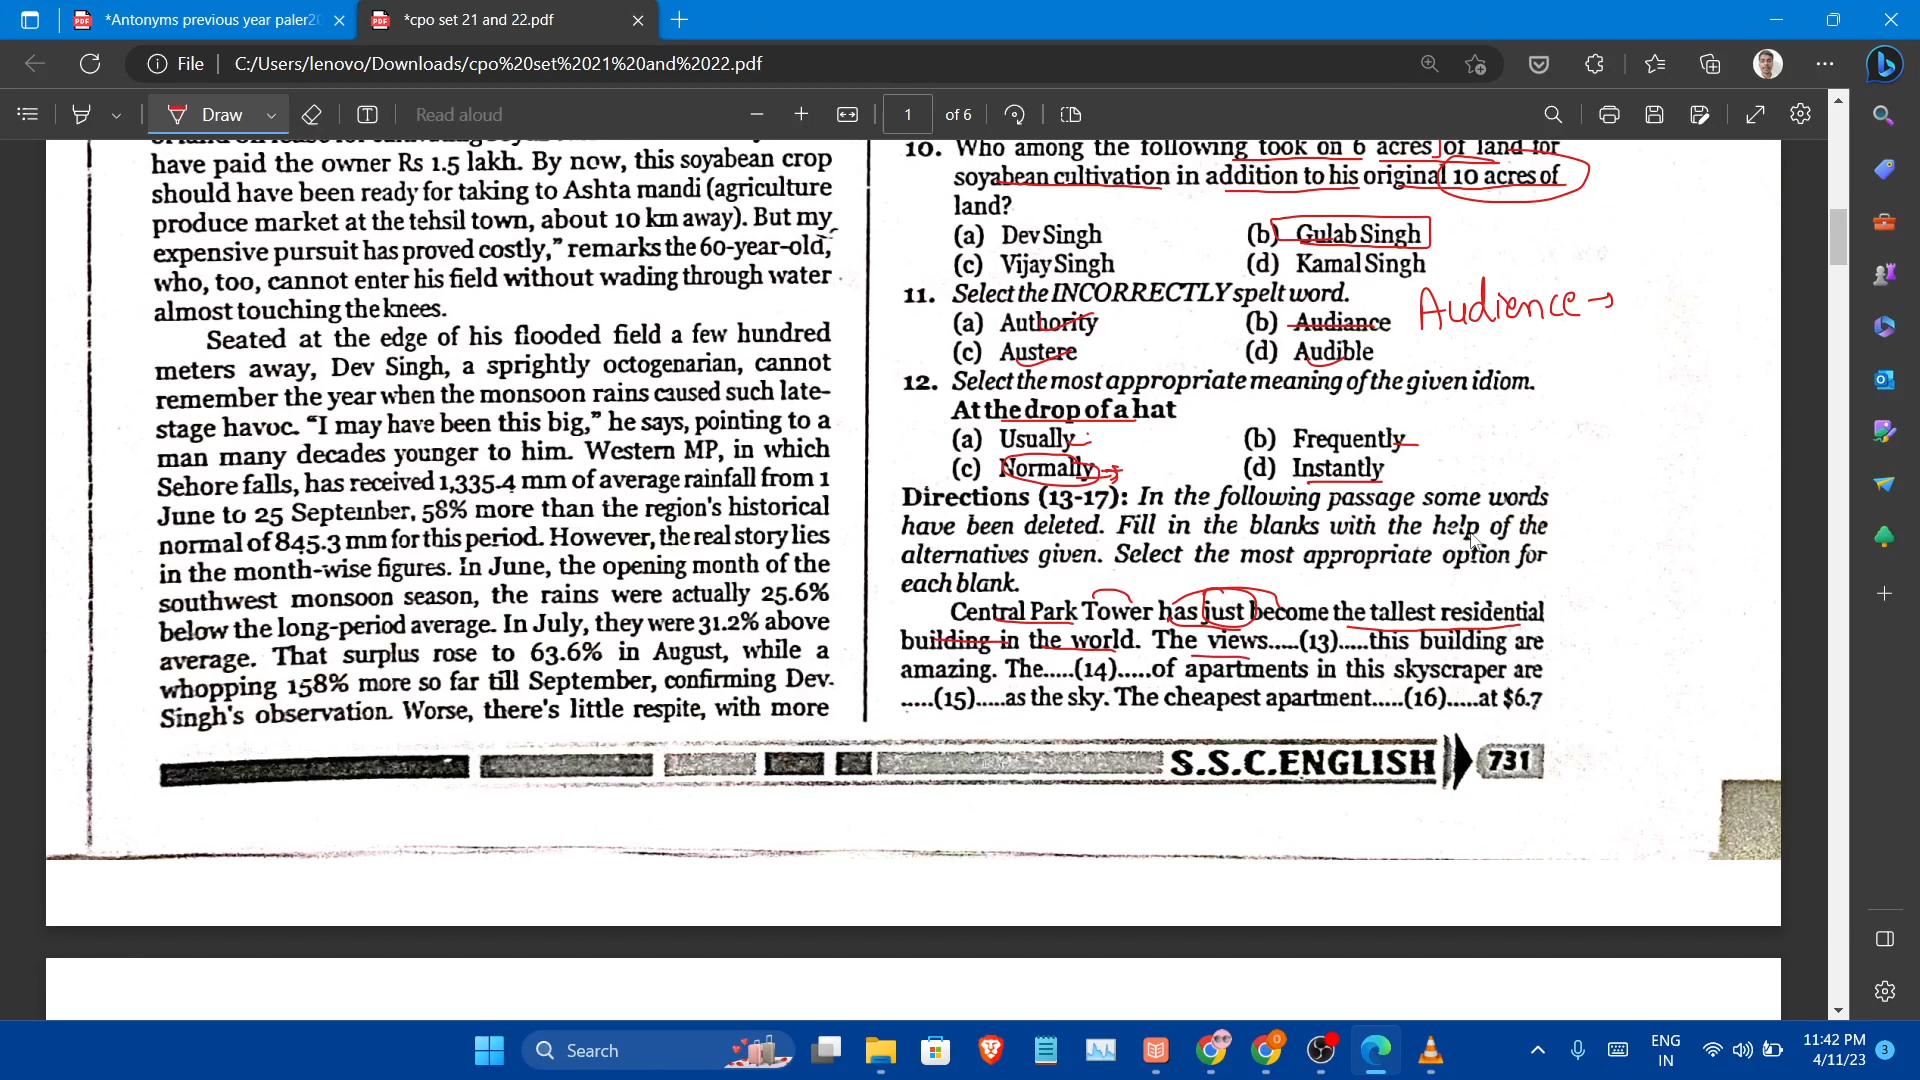 *Antonyms previous year paler20
*cpo set 21 and 22.pdf
File
C:/Users/lenovo/Downloads/cpo%20set%2021%20and%2022.pdf
Draw
Read aloud
1
of 6
have paid the owner Rs 1.5 lakh. By now, this soyabean crop
should have been ready for taking to Ashta mandi (agriculture
produce market at the tehsil town, about 10 km away). But my
expensive pursuit has proved costly,” remarks the 60-year-old,
who, too, cannot enter his field without wading through water
almost touching the knees.
Seated at the edge of his flooded field a few hundred
meters away, Dev Singh, a sprightly octogenarian, cannot
remember the year when the monsoon rains caused such late-
stage havoc. “I may have been this big,” he says, pointing to a
man many decades younger to him. Western MP, in which
Sehore falls, has received 1,335.4 mm of average rainfall from 1
June to 25 September, 58% more than the region's historical
normal of 845.3 mm for this period. However, the real story lies
in the month-wise figures. In June, the opening month of the
southwest monsoon season, the rains were actually 25.6%
below the long-period average. In July, they were 31.2% above
average. That surplus rose to 63.6% in August, while a
whopping 158% more so far till September, confirming Dev
Singh's observation. Worse, there's little respite, with more
10. Who among the following took on 6 acres of land for
soyabean cultivation in addition to his original 10 acres of
land?
(a) Dev Singh (b) Gulab Singh
(c) Vijay Singh (d) Kamal Singh
11. Select the INCORRECTLY spelt word.
(a) Authority (b) Audiance
(c) Austere (d) Audible
Audience →
12. Select the most appropriate meaning of the given idiom.
At the drop of a hat
(a) Usually (b) Frequently
(c) Normally (d) Instantly
Directions (13-17): In the following passage some words
have been deleted. Fill in the blanks with the help of the
alternatives given. Select the most appropriate option for
each blank.
Central Park Tower has just become the tallest residential
building in the world. The views.....(13).....this building are
amazing. The.....(14).....of apartments in this skyscraper are
.....(15).....as the sky. The cheapest apartment.....(16).....at $6.7
S.S.C.ENGLISH 731
Search
ENG
IN
11:42 PM
4/11/23
3